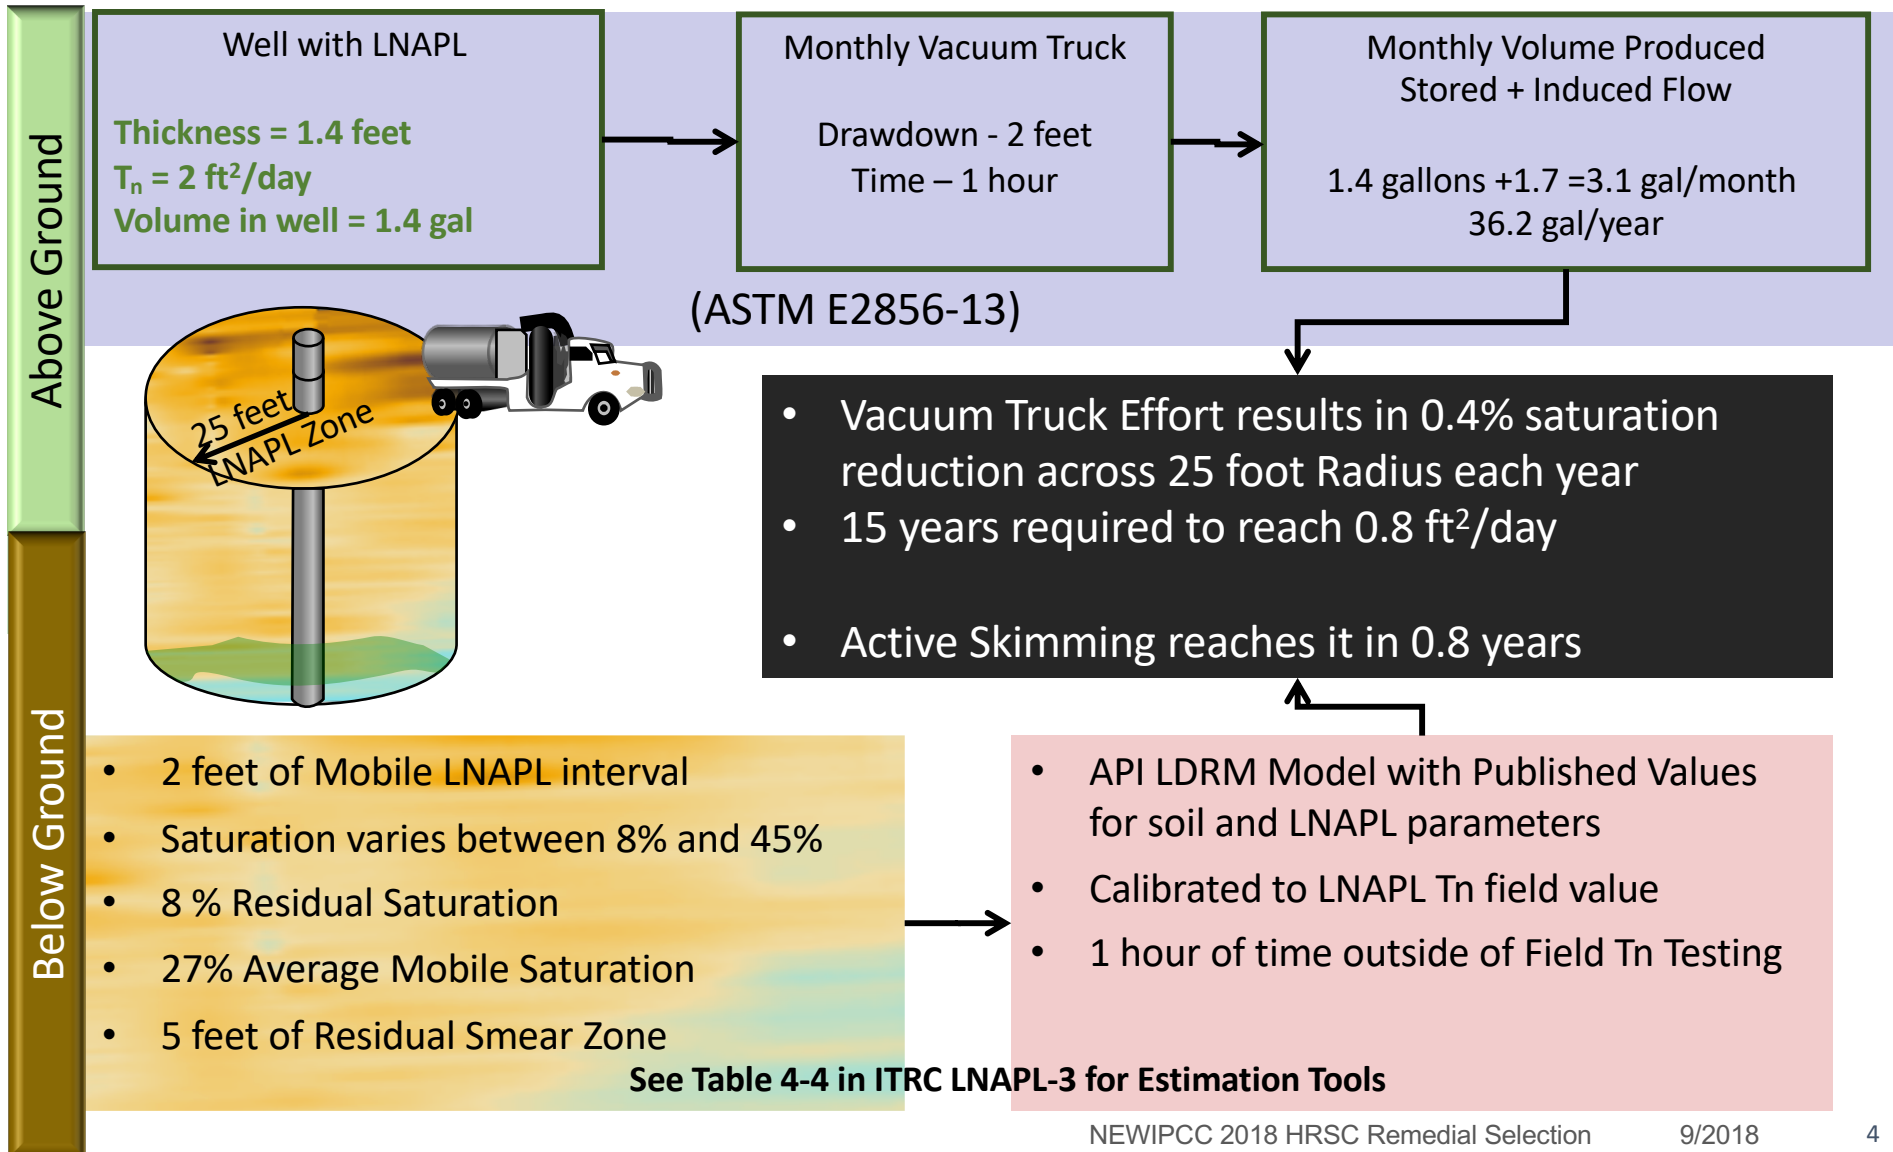 Above Ground
Well with LNAPL
Thickness = 1.4 feet
Tₙ = 2 ft²/day
Volume in well = 1.4 gal
Monthly Vacuum Truck
Drawdown - 2 feet
Time – 1 hour
Monthly Volume Produced
Stored + Induced Flow
1.4 gallons +1.7 =3.1 gal/month
36.2 gal/year
(ASTM E2856-13)
25 feet
LNAPL Zone
• Vacuum Truck Effort results in 0.4% saturation
reduction across 25 foot Radius each year
• 15 years required to reach 0.8 ft²/day
• Active Skimming reaches it in 0.8 years
Below Ground
• 2 feet of Mobile LNAPL interval
• Saturation varies between 8% and 45%
• 8 % Residual Saturation
• 27% Average Mobile Saturation
• 5 feet of Residual Smear Zone
• API LDRM Model with Published Values
for soil and LNAPL parameters
• Calibrated to LNAPL Tn field value
• 1 hour of time outside of Field Tn Testing
See Table 4-4 in ITRC LNAPL-3 for Estimation Tools
NEWIPCC 2018 HRSC Remedial Selection 9/2018 4